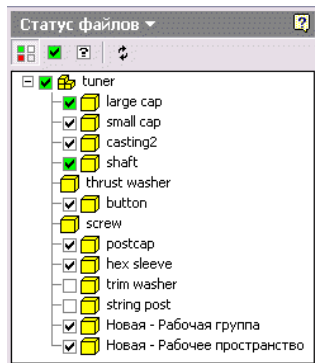 Статус файлов
tuner
large cap
small cap
casting2
shaft
thrust washer
button
screw
postcap
hex sleeve
trim washer
string post
Новая - Рабочая группа
Новая - Рабочее пространство